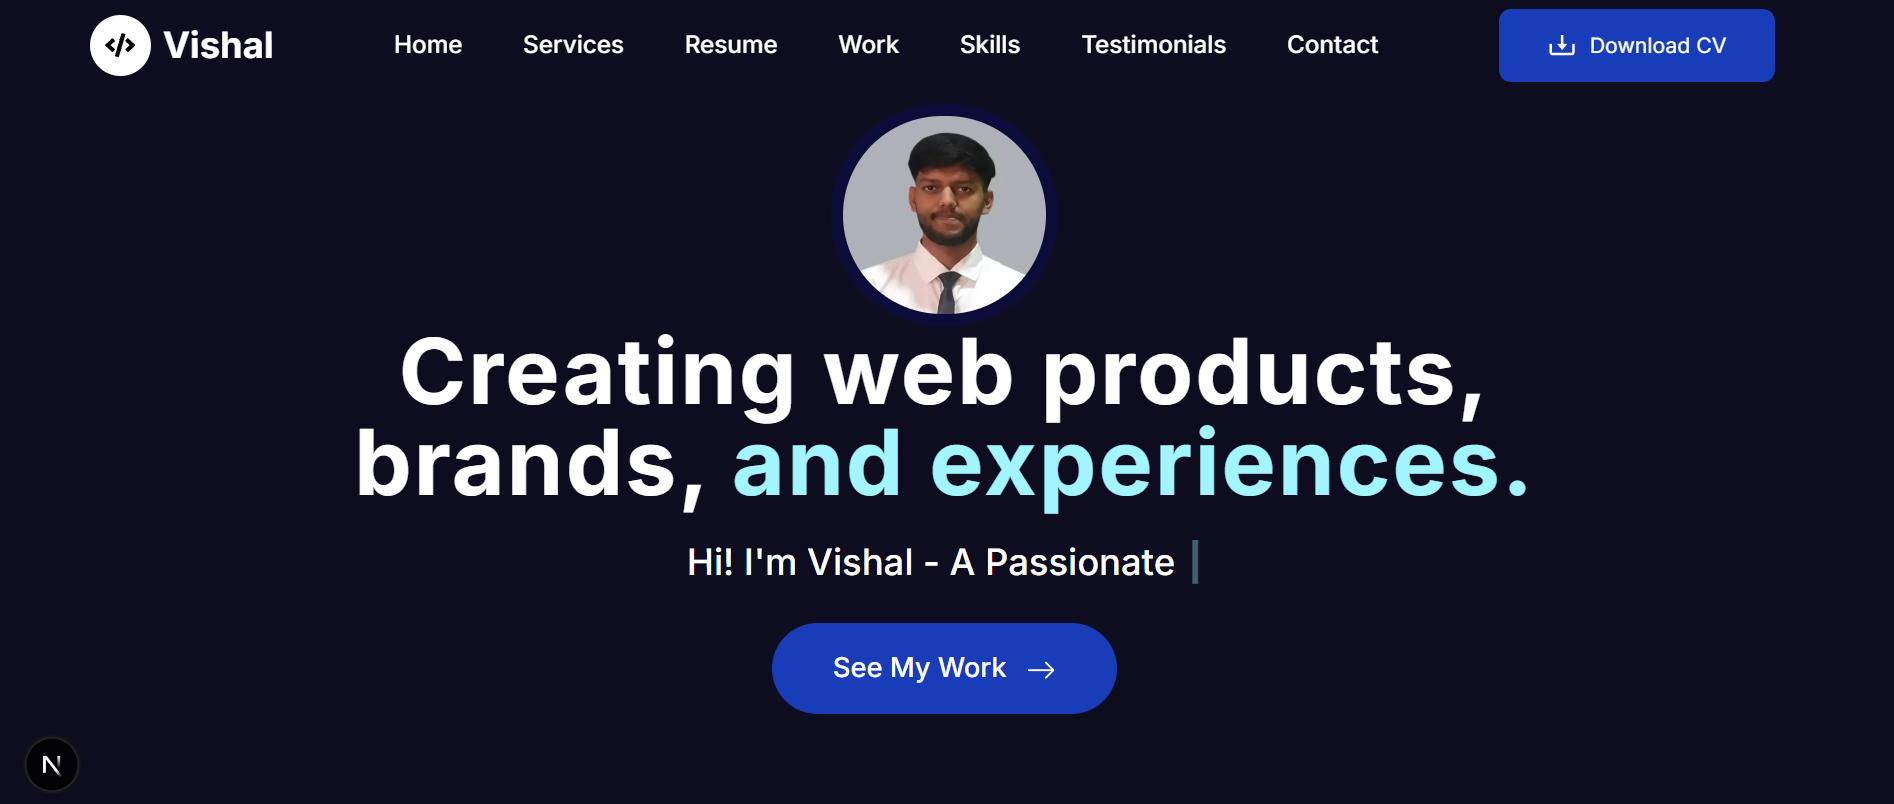 </> Vishal
Home Services Resume Work Skills Testimonials Contact
Download CV
Creating web products,
brands, and experiences.
Hi! I'm Vishal - A Passionate
See My Work →
N